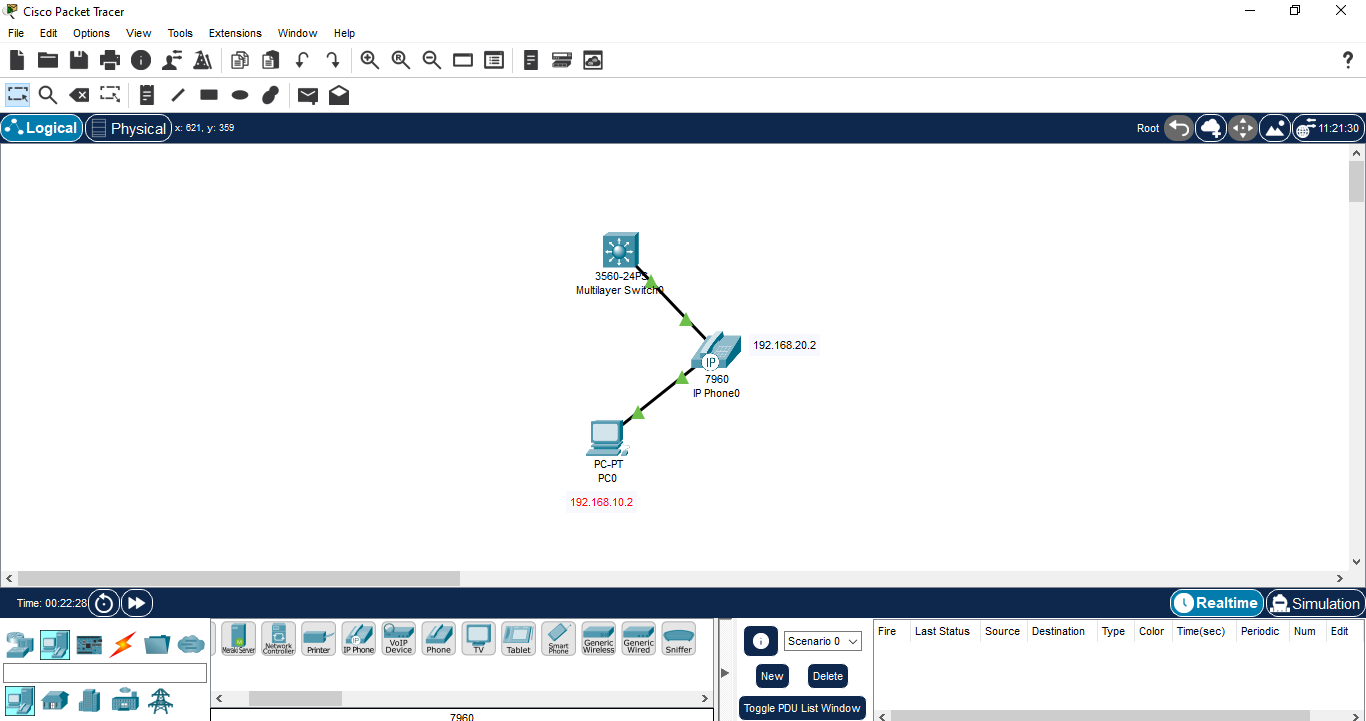 Cisco Packet Tracer
File Edit Options View Tools Extensions Window Help
Logical Physical x: 621, y: 359 Root 11:21:30
3560-24PS
Multilayer Switch0
192.168.20.2
IP
7960
IP Phone0
PC-PT
PC0
192.168.10.2
Time: 00:22:28 Realtime Simulation
Meraki Server
Network Controller
Printer
IP Phone
VoIP Device
Phone
TV
Tablet
Smart Phone
Generic Wireless
Generic Wired
Sniffer
7960
Scenario 0
New Delete
Toggle PDU List Window
Fire Last Status Source Destination Type Color Time(sec) Periodic Num Edit